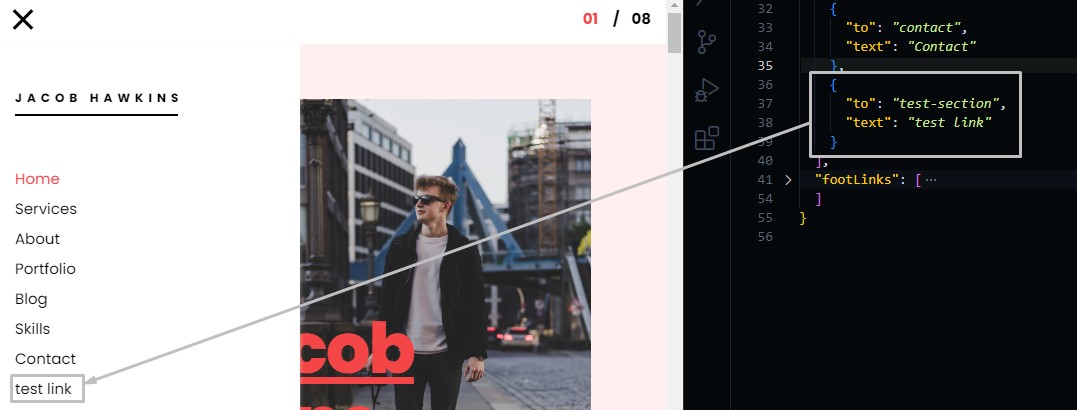 01 / 08
JACOB HAWKINS
Home
Services
About
Portfolio
Blog
Skills
Contact
test link
cob
32 {
33 "to": "contact",
34 "text": "Contact"
35 },
36 {
37 "to": "test-section",
38 "text": "test link"
39 }
40 ],
41 "footLinks": [ ···
54 ]
55 }
56